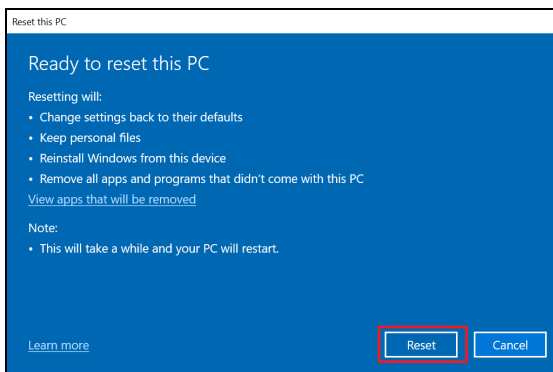 Reset this PC
Ready to reset this PC
Resetting will:
• Change settings back to their defaults
• Keep personal files
• Reinstall Windows from this device
• Remove all apps and programs that didn't come with this PC
View apps that will be removed
Note:
• This will take a while and your PC will restart.
Learn more
Reset
Cancel